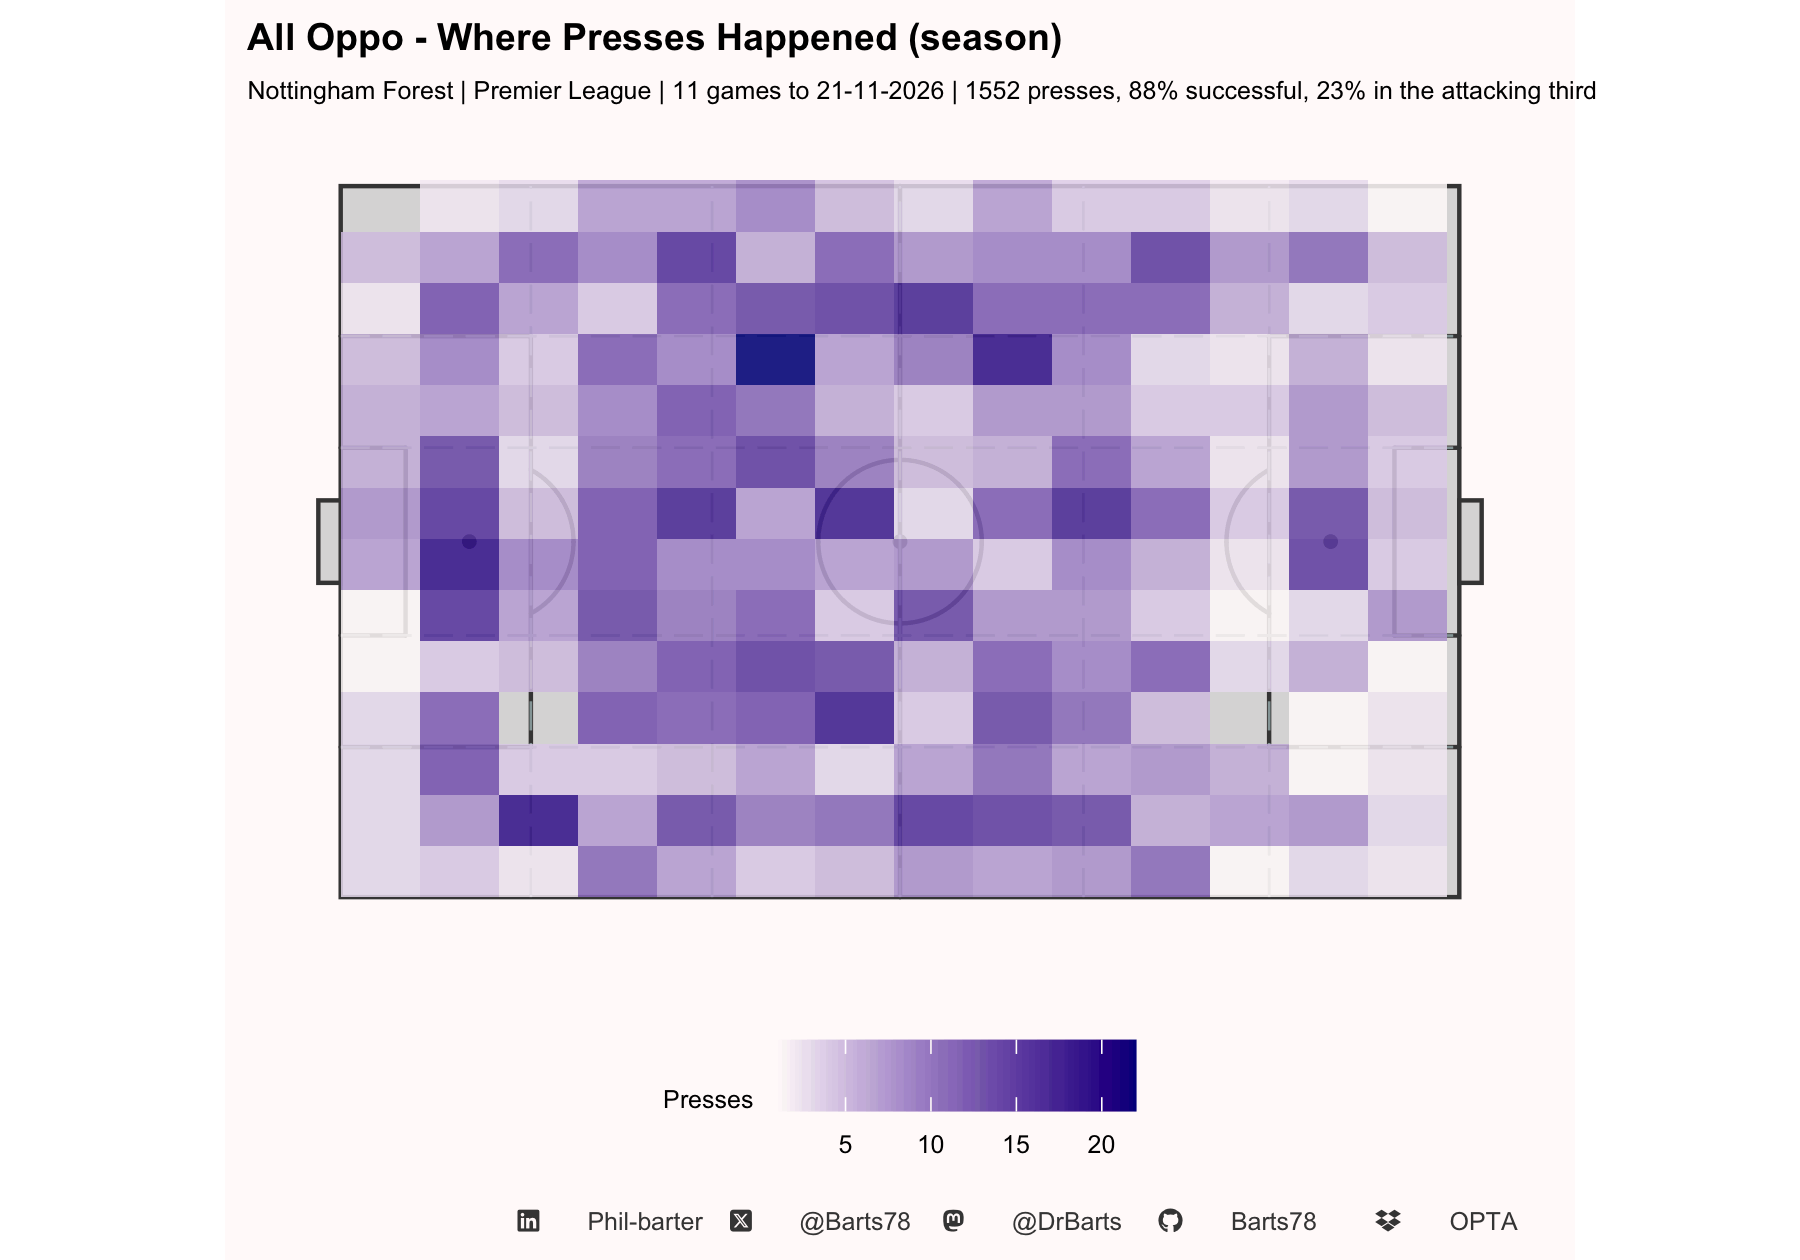 All Oppo - Where Presses Happened (season)
Nottingham Forest | Premier League | 11 games to 21-11-2026 | 1552 presses, 88% successful, 23% in the attacking third
Presses
5 10 15 20
Phil-barter @Barts78 @DrBarts Barts78 OPTA